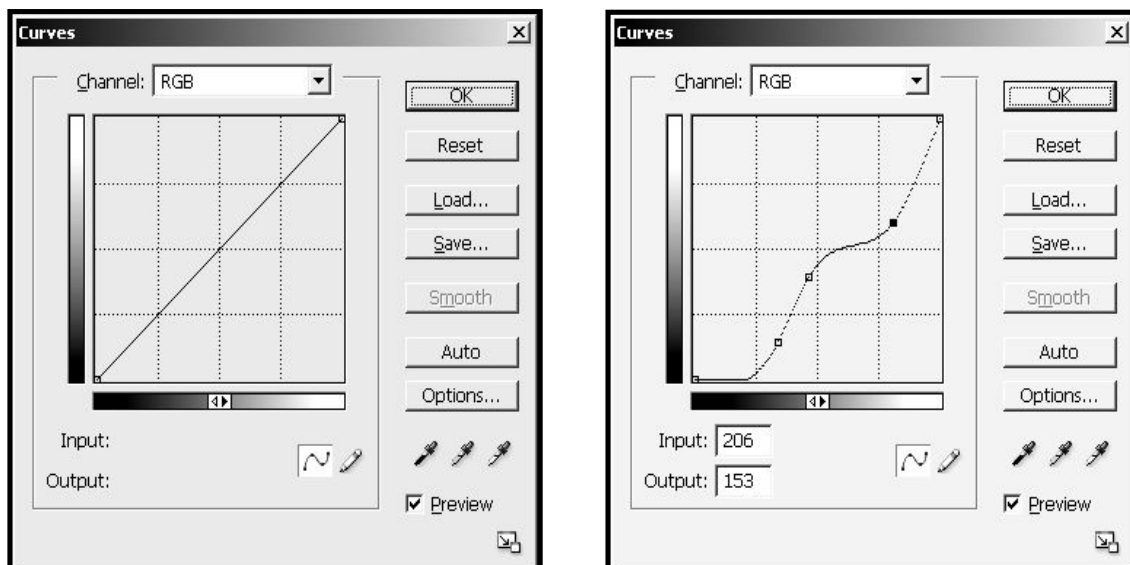 Curves
Channel: RGB
OK
Reset
Load...
Save...
Smooth
Auto
Options...
Input:
Output:
Preview
Curves
Channel: RGB
OK
Reset
Load...
Save...
Smooth
Auto
Options...
Input: 206
Output: 153
Preview